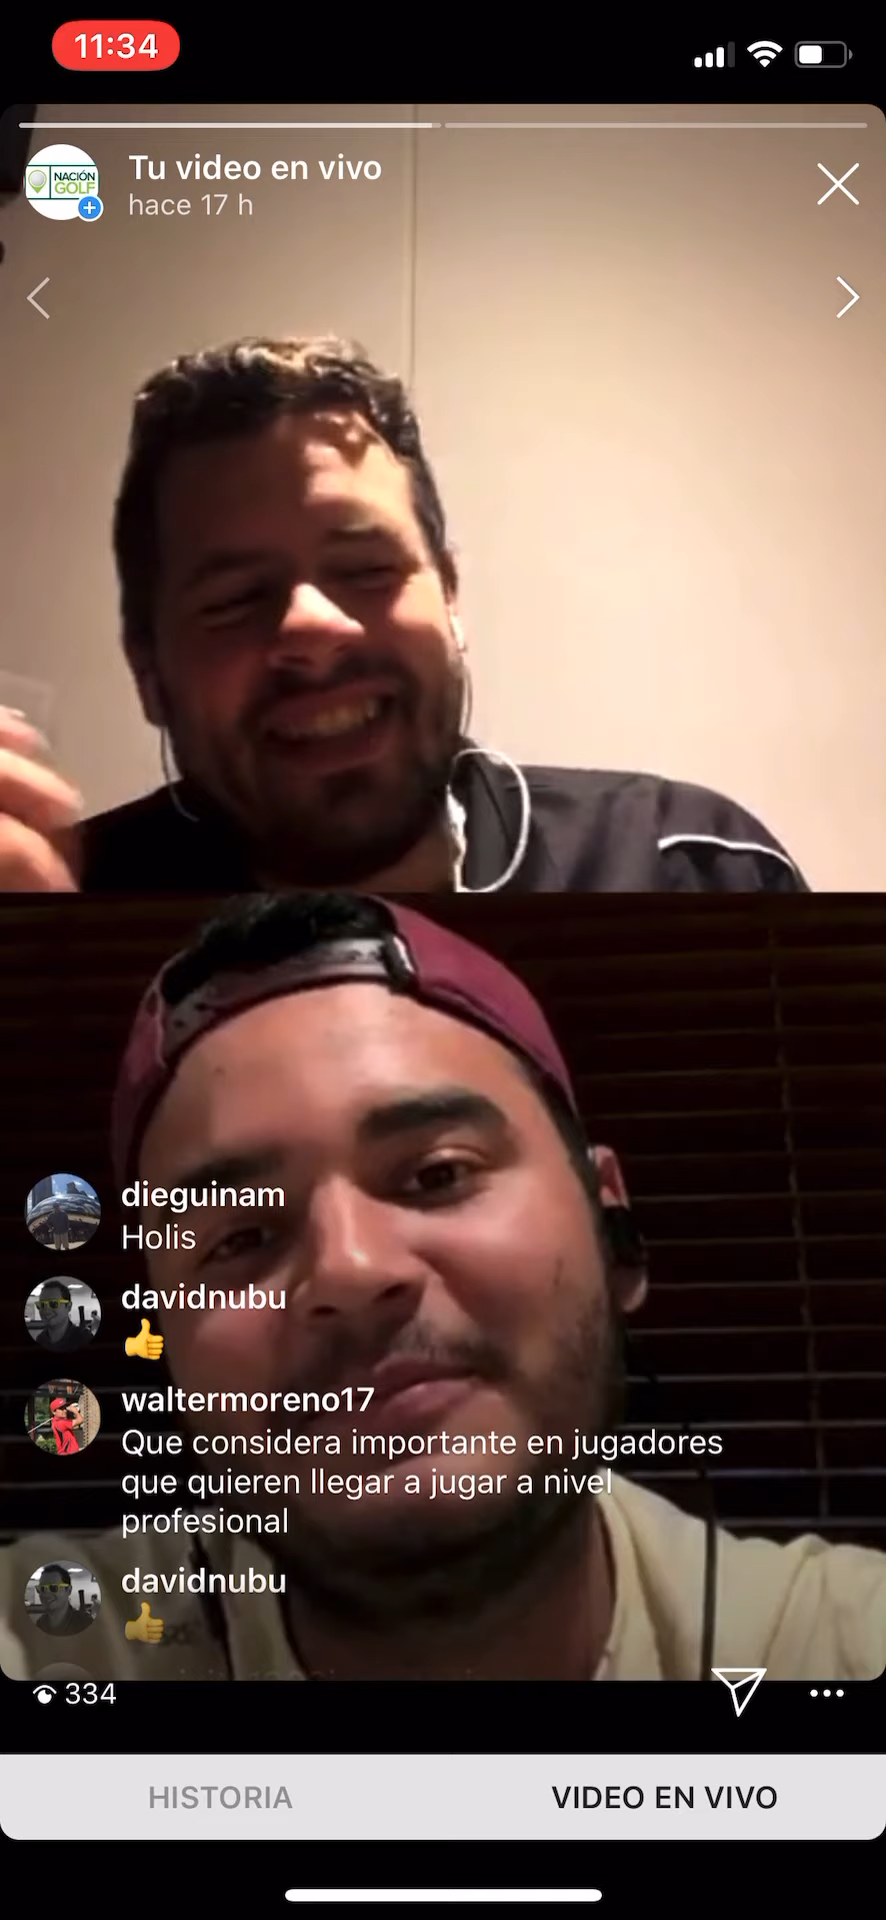 11:34
NACIÓN
GOLF
Tu video en vivo
hace 17 h
dieguinam
Holis
davidnubu
👍
waltermoreno17
Que considera importante en jugadores
que quieren llegar a jugar a nivel
profesional
davidnubu
👍
334
HISTORIA
VIDEO EN VIVO